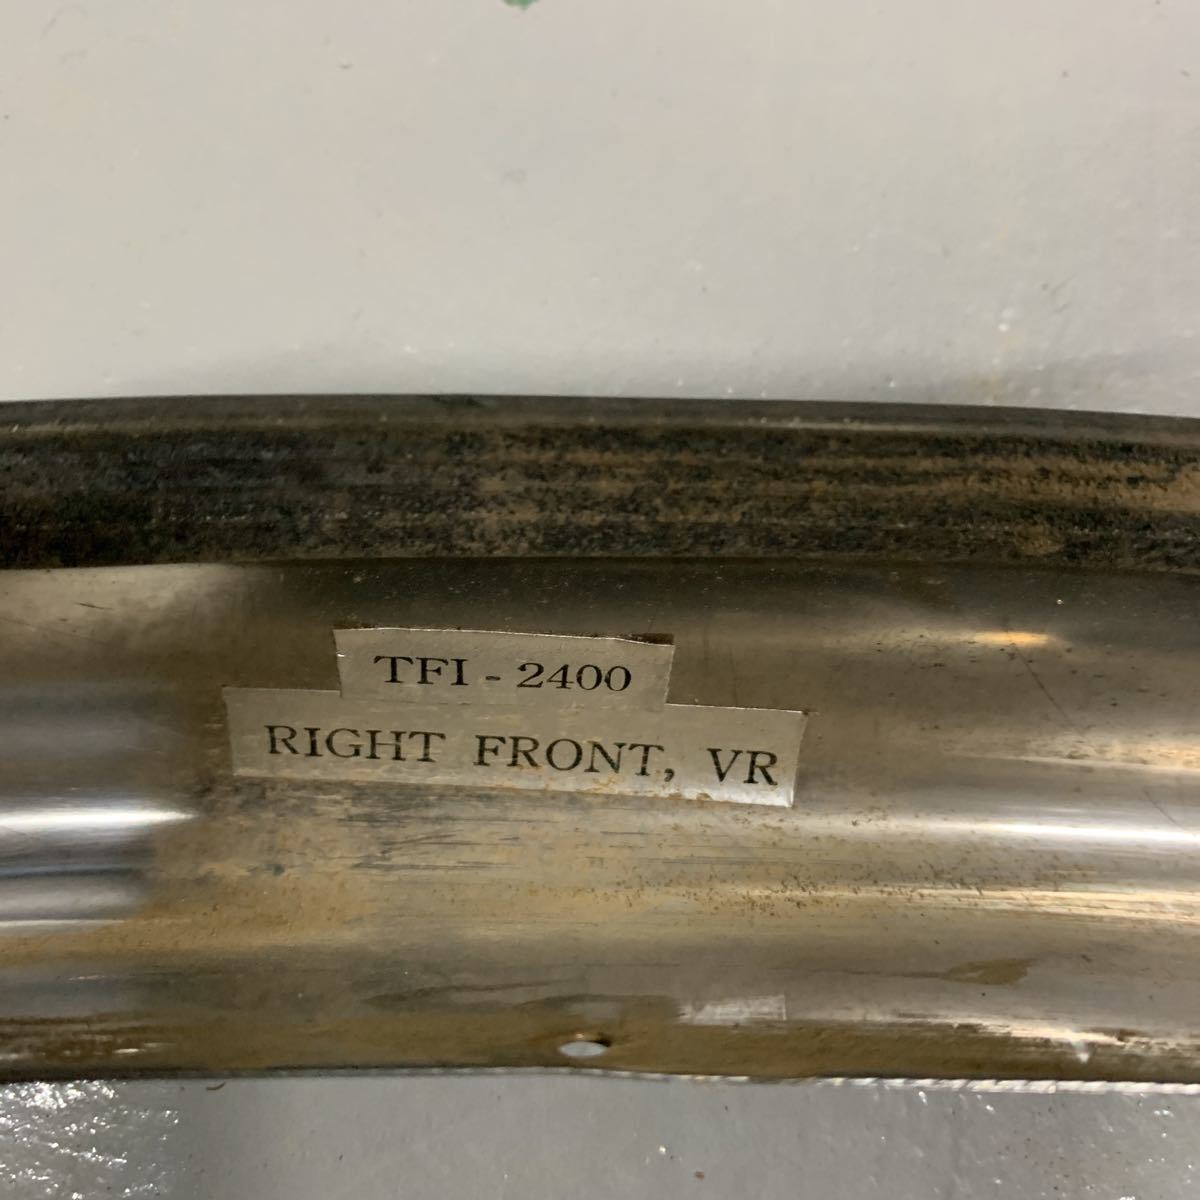 TFI - 2400
RIGHT FRONT, VR